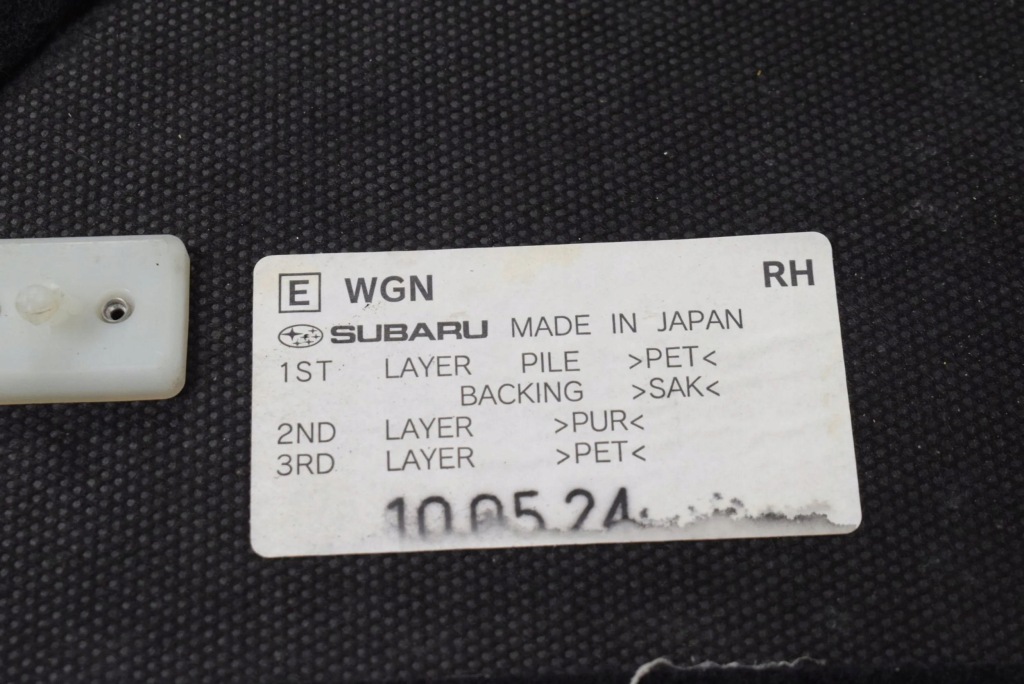 E WGN RH
SUBARU MADE IN JAPAN
1ST LAYER PILE >PET<
BACKING >SAK<
2ND LAYER >PUR<
3RD LAYER >PET<
10.05.24